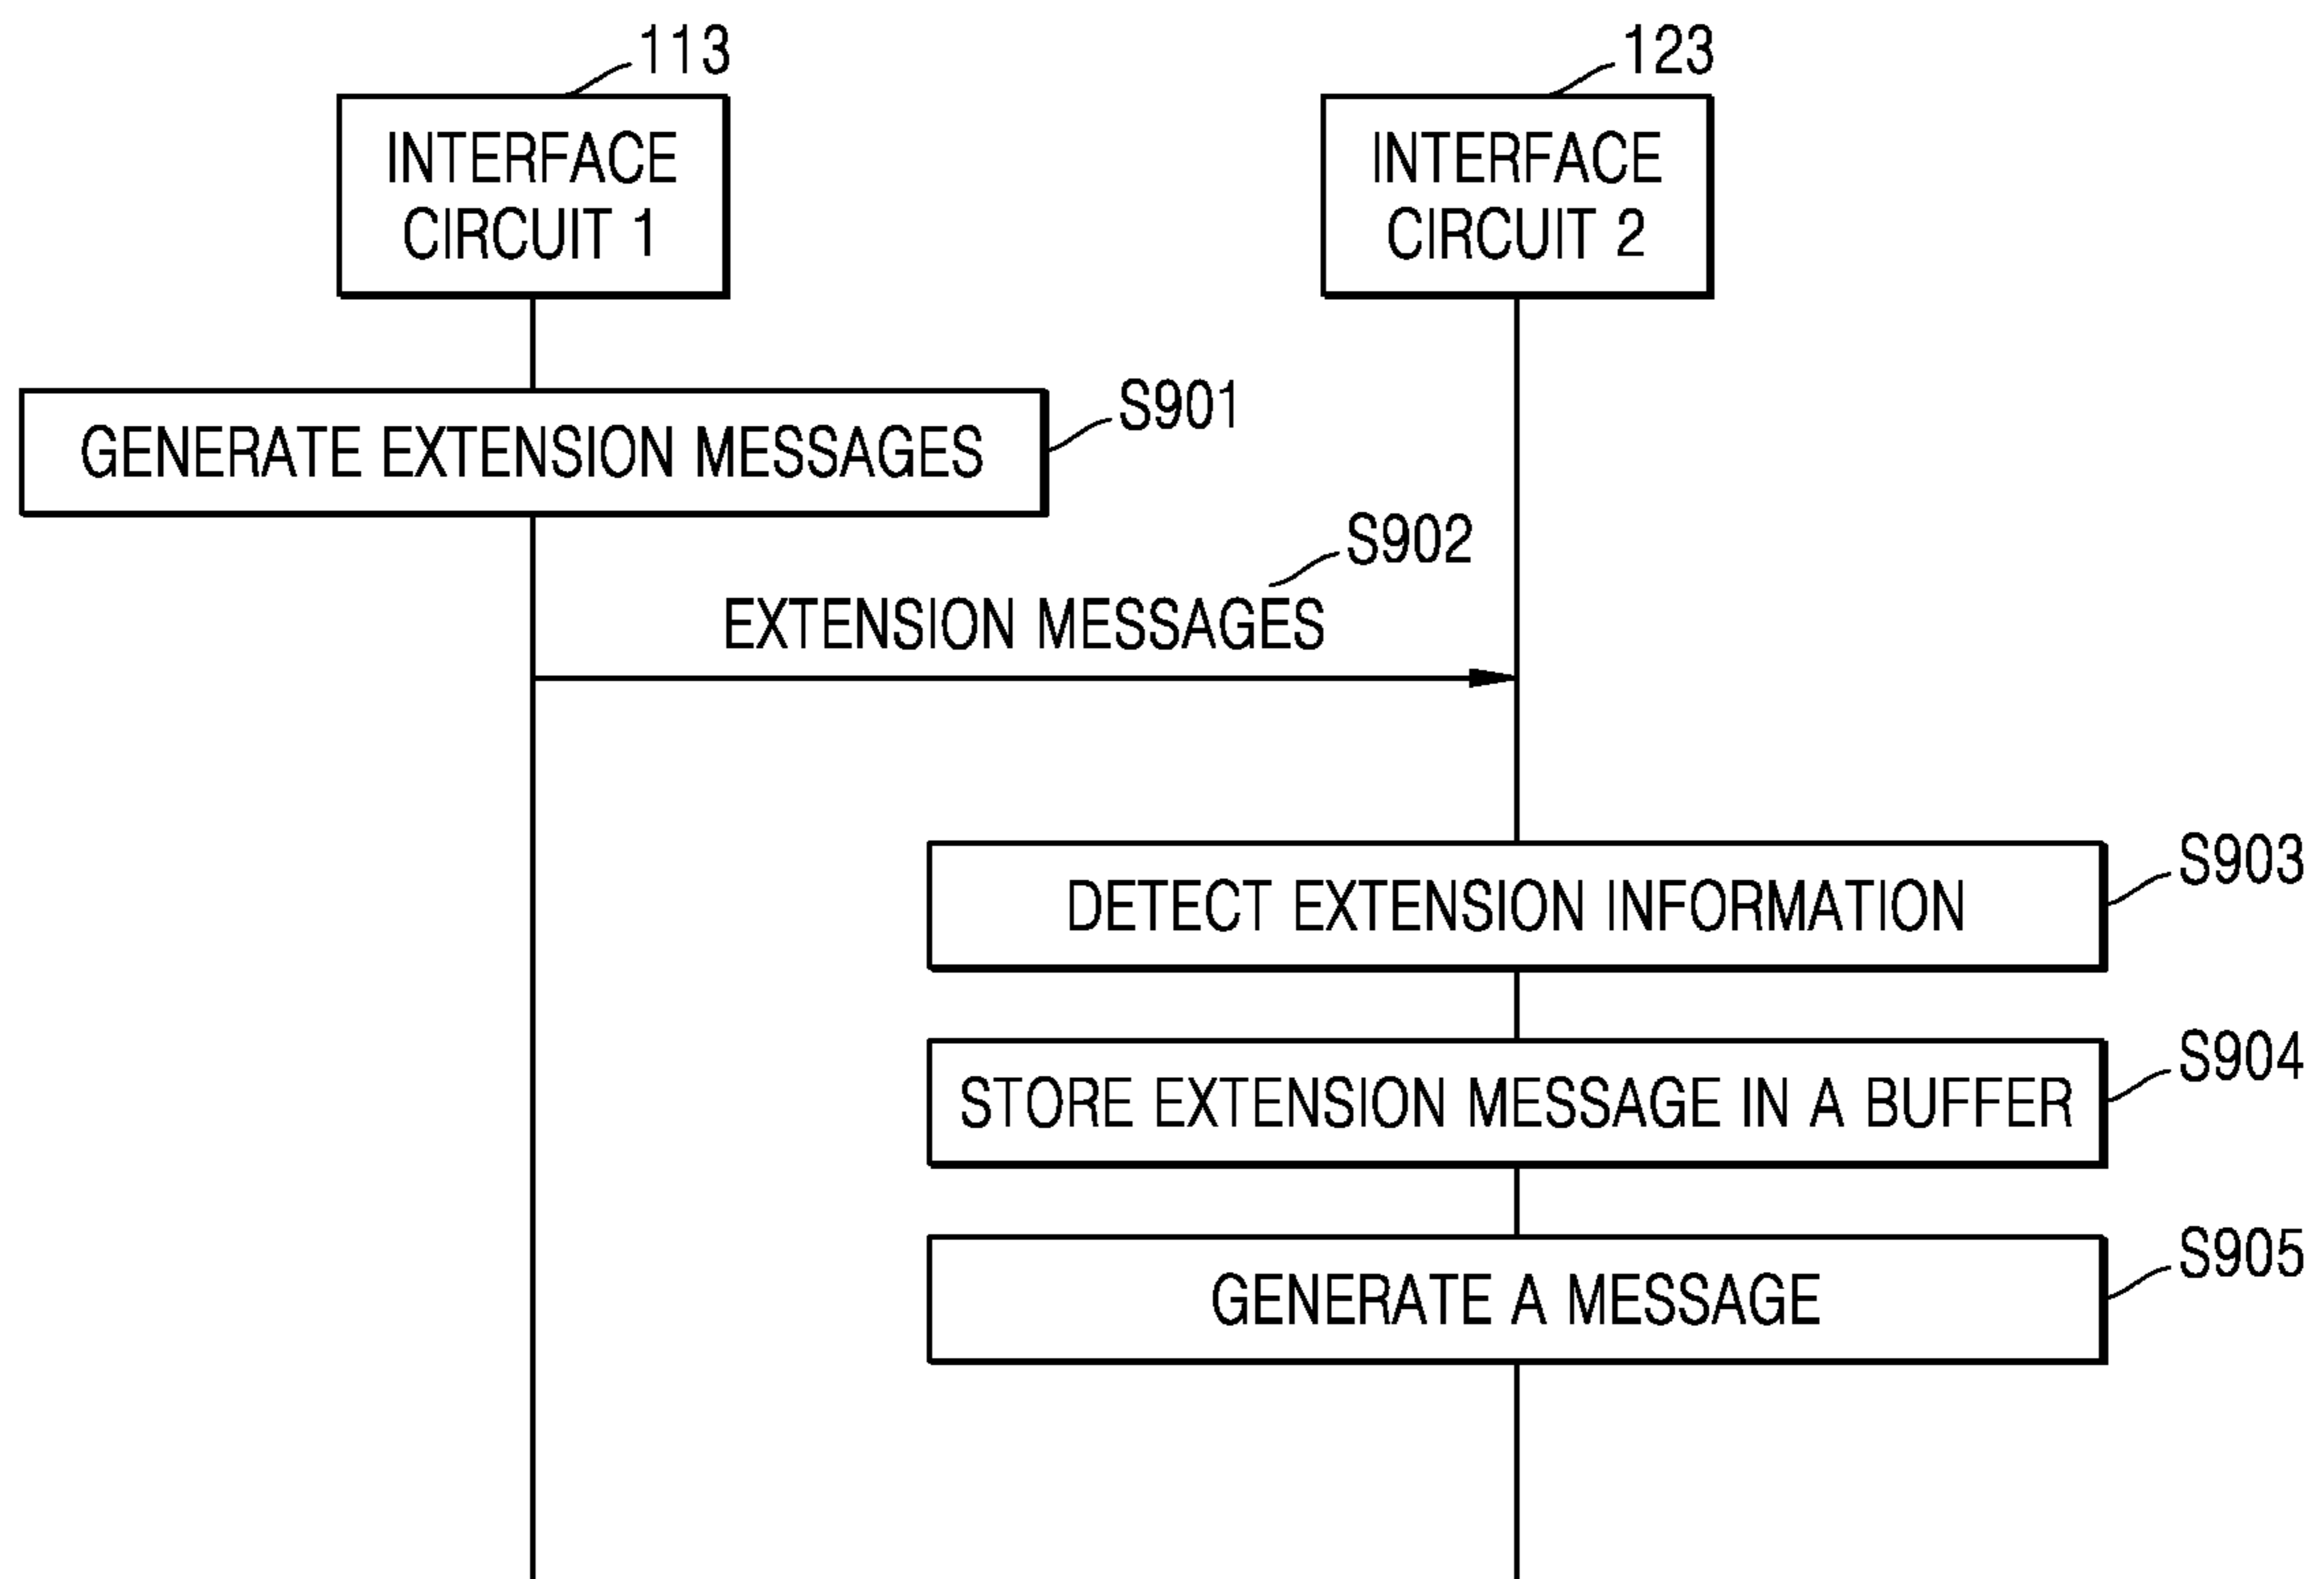 113
123
INTERFACE
CIRCUIT 1
INTERFACE
CIRCUIT 2
S901
GENERATE EXTENSION MESSAGES
S902
EXTENSION MESSAGES
S903
DETECT EXTENSION INFORMATION
S904
STORE EXTENSION MESSAGE IN A BUFFER
S905
GENERATE A MESSAGE